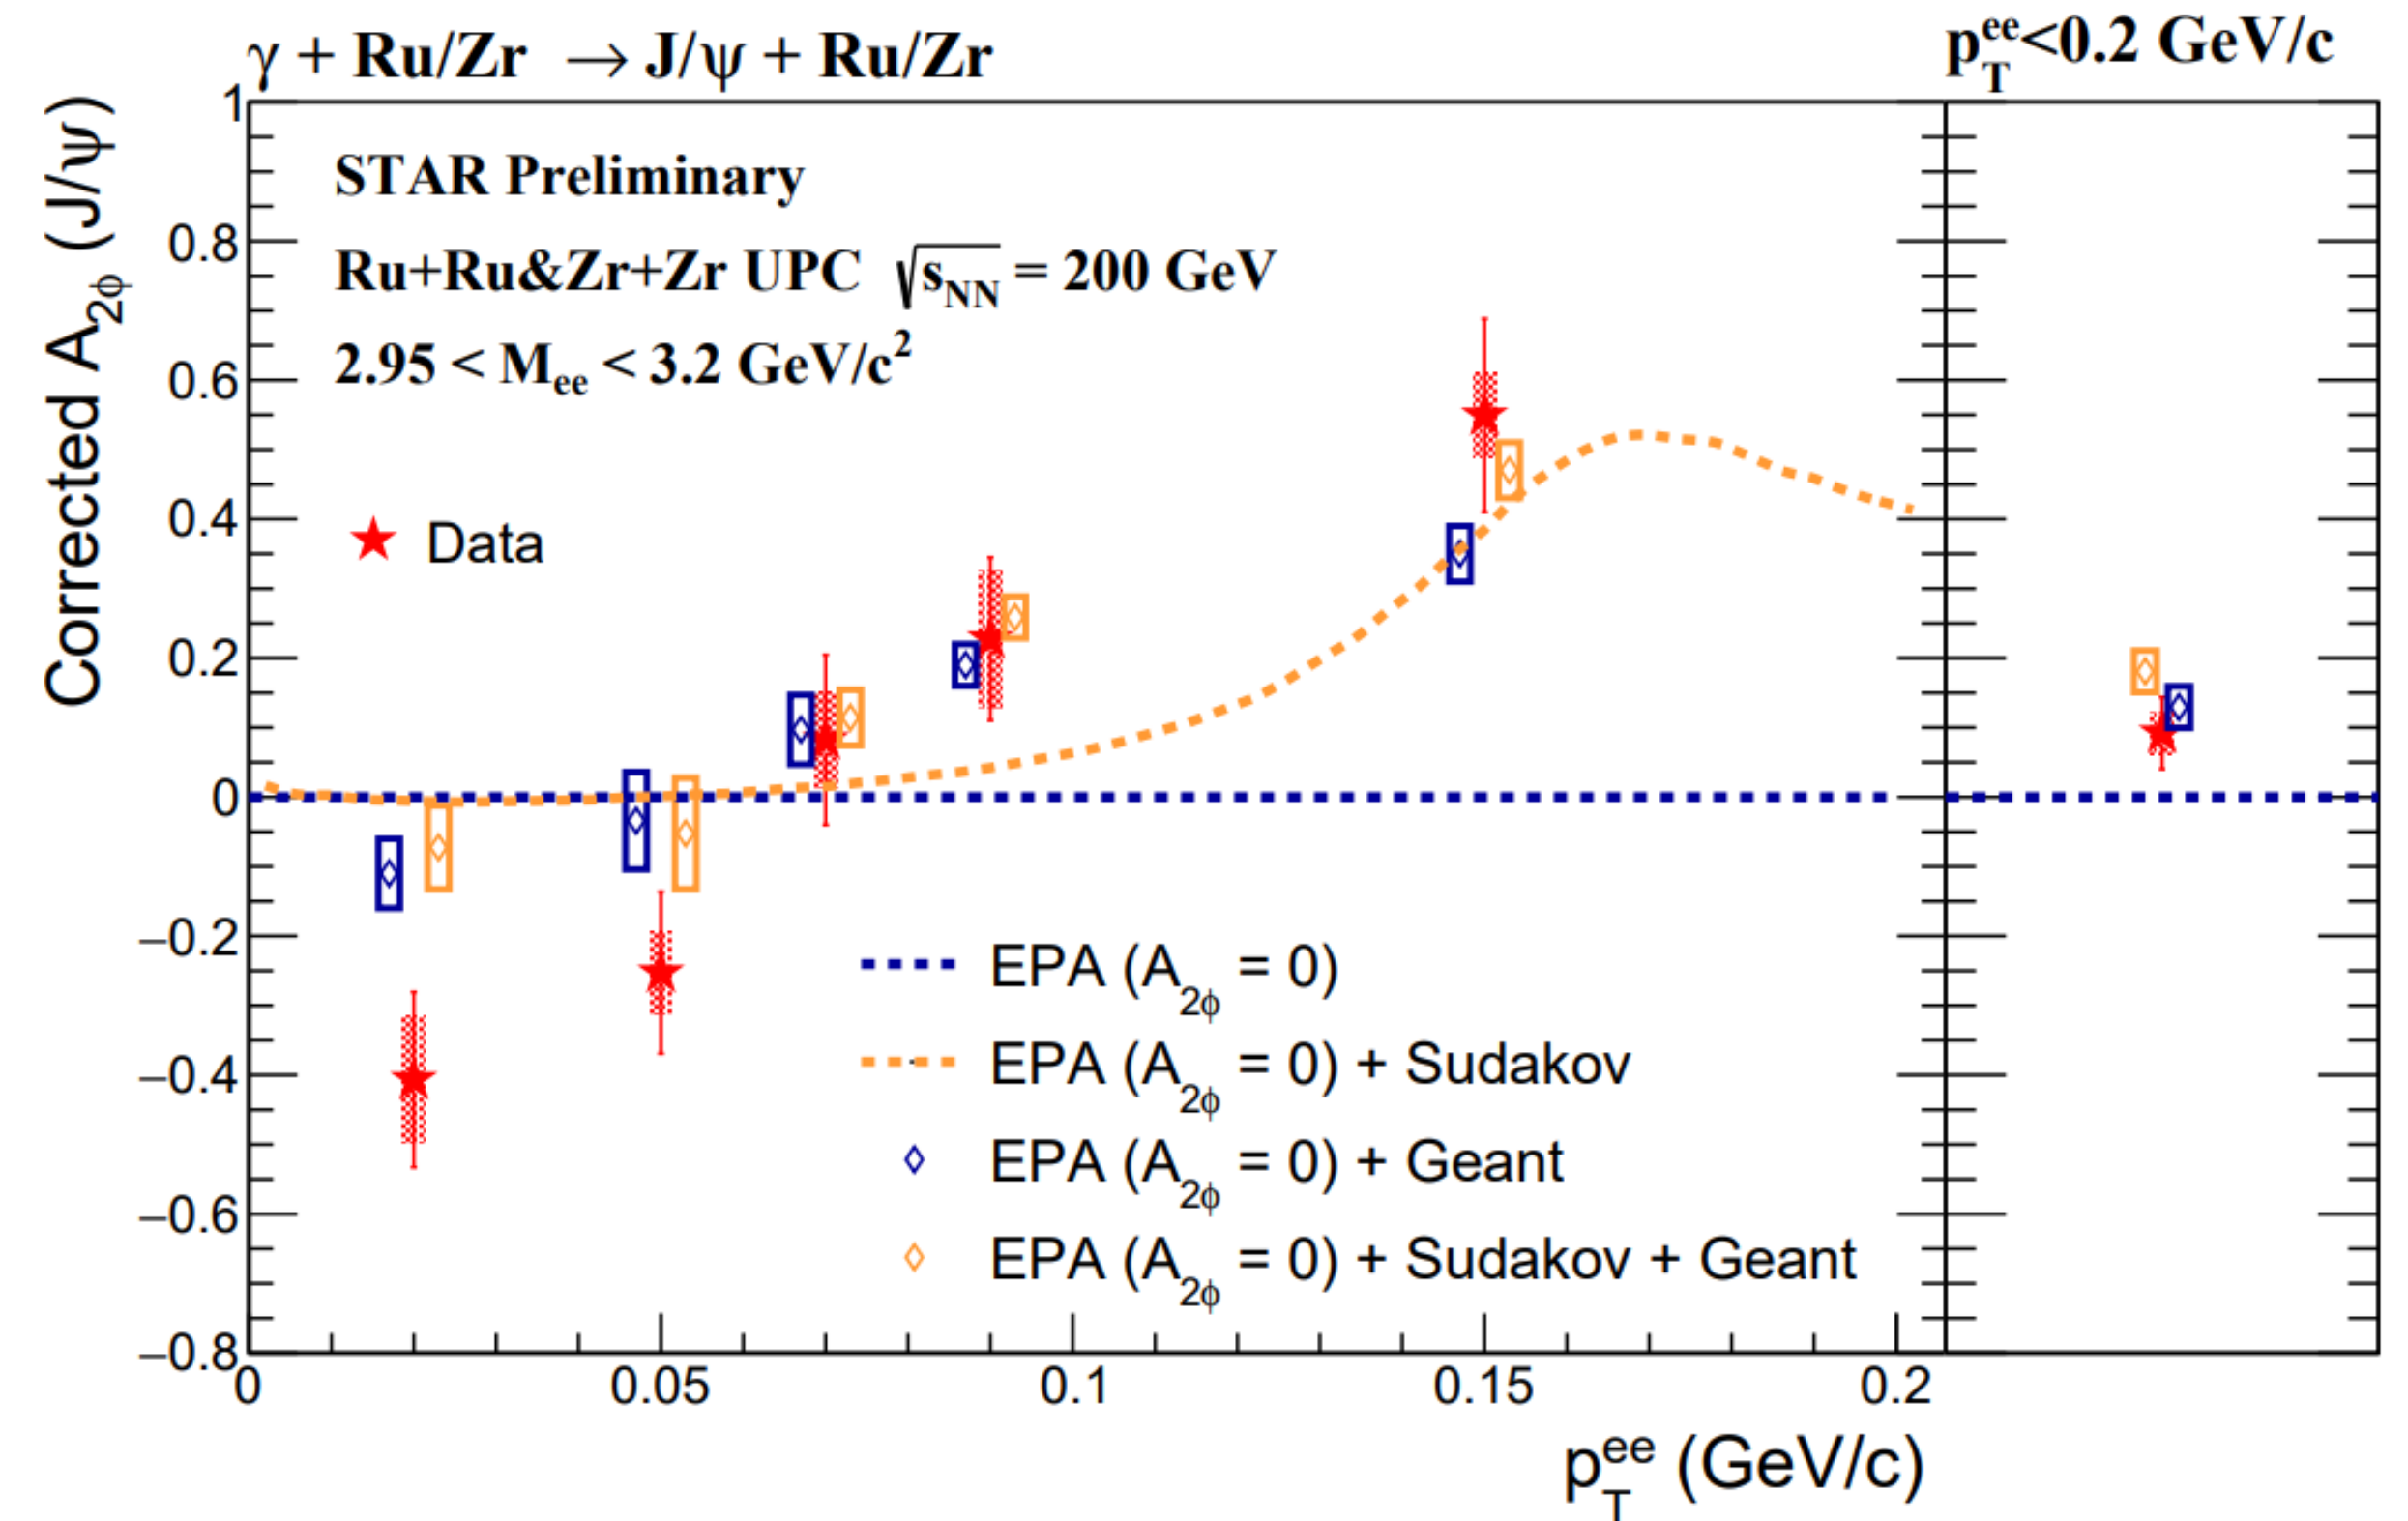 γ + Ru/Zr → J/ψ + Ru/Zr
p_T^ee<0.2 GeV/c
Corrected A_2ϕ (J/ψ)
STAR Preliminary
Ru+Ru&Zr+Zr UPC √s_NN = 200 GeV
2.95 < M_ee < 3.2 GeV/c²
Data
EPA (A_2ϕ = 0)
EPA (A_2ϕ = 0) + Sudakov
EPA (A_2ϕ = 0) + Geant
EPA (A_2ϕ = 0) + Sudakov + Geant
1
0.8
0.6
0.4
0.2
0
−0.2
−0.4
−0.6
−0.8
0 0.05 0.1 0.15 0.2
p_T^ee (GeV/c)